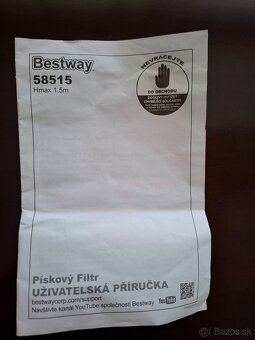 Bestway
58515
Hmax 1.5m
NEVRACEJTE
DO OBCHODU
Pískový Filtr
UŽIVATELSKÁ PŘÍRUČKA
bestwaycorp.com/support
Navštivte kanál YouTube společnosti Bestway
YouTube
bazos.sk